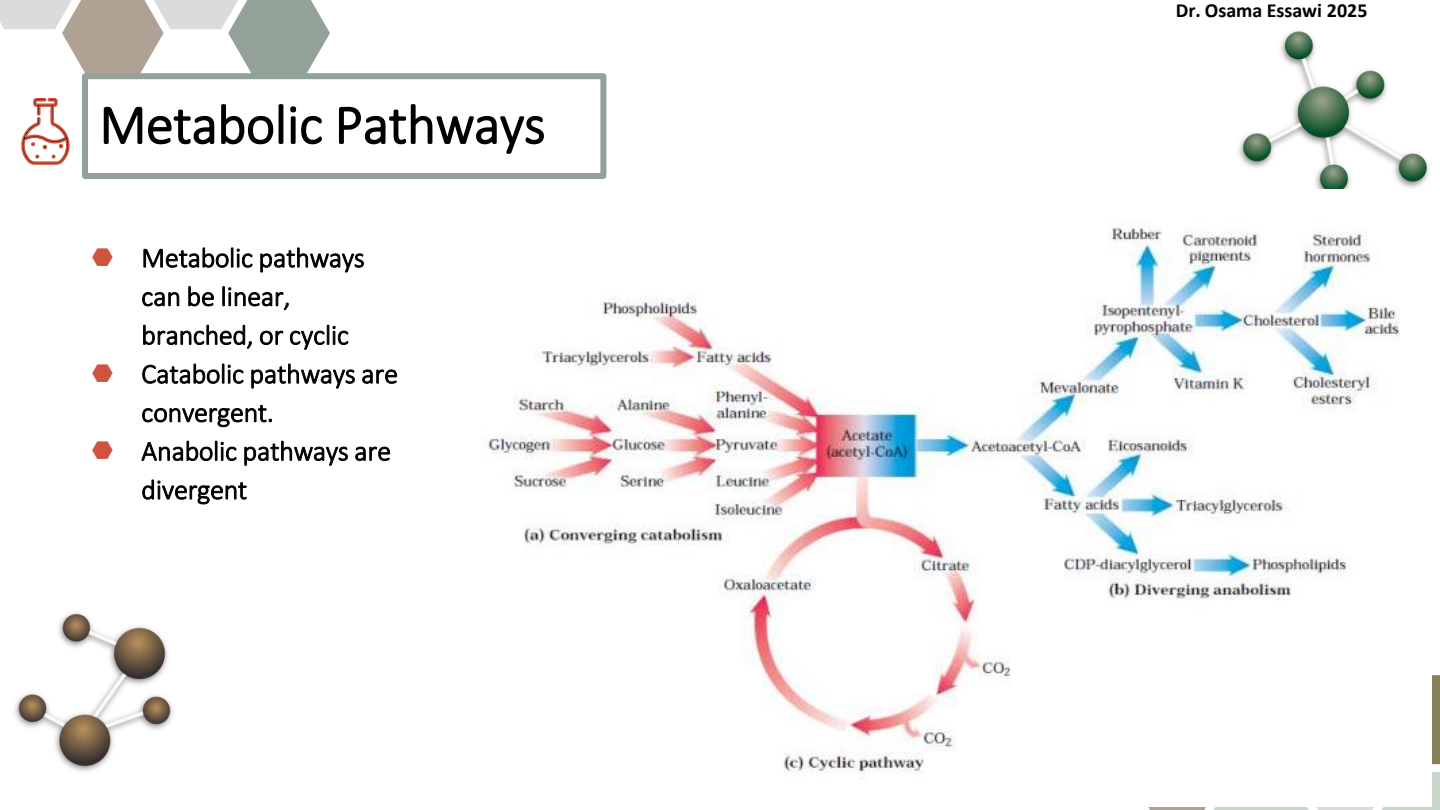 Dr. Osama Essawi 2025
Metabolic Pathways
Metabolic pathways
can be linear,
branched, or cyclic
Catabolic pathways are
convergent.
Anabolic pathways are
divergent
Phospholipids
Triacylglycerols
Fatty acids
Starch
Alanine
Phenyl-
alanine
Glycogen
Glucose
Pyruvate
Sucrose
Serine
Leucine
Isoleucine
(a) Converging catabolism
Acetate
(acetyl-CoA)
Acetoacetyl-CoA
Rubber
Carotenoid
pigments
Steroid
hormones
Isopentenyl-
pyrophosphate
Cholesterol
Bile
acids
Mevalonate
Vitamin K
Cholesteryl
esters
Eicosanoids
Fatty acids
Triacylglycerols
CDP-diacylglycerol
Phospholipids
(b) Diverging anabolism
Oxaloacetate
Citrate
CO₂
CO₂
(c) Cyclic pathway